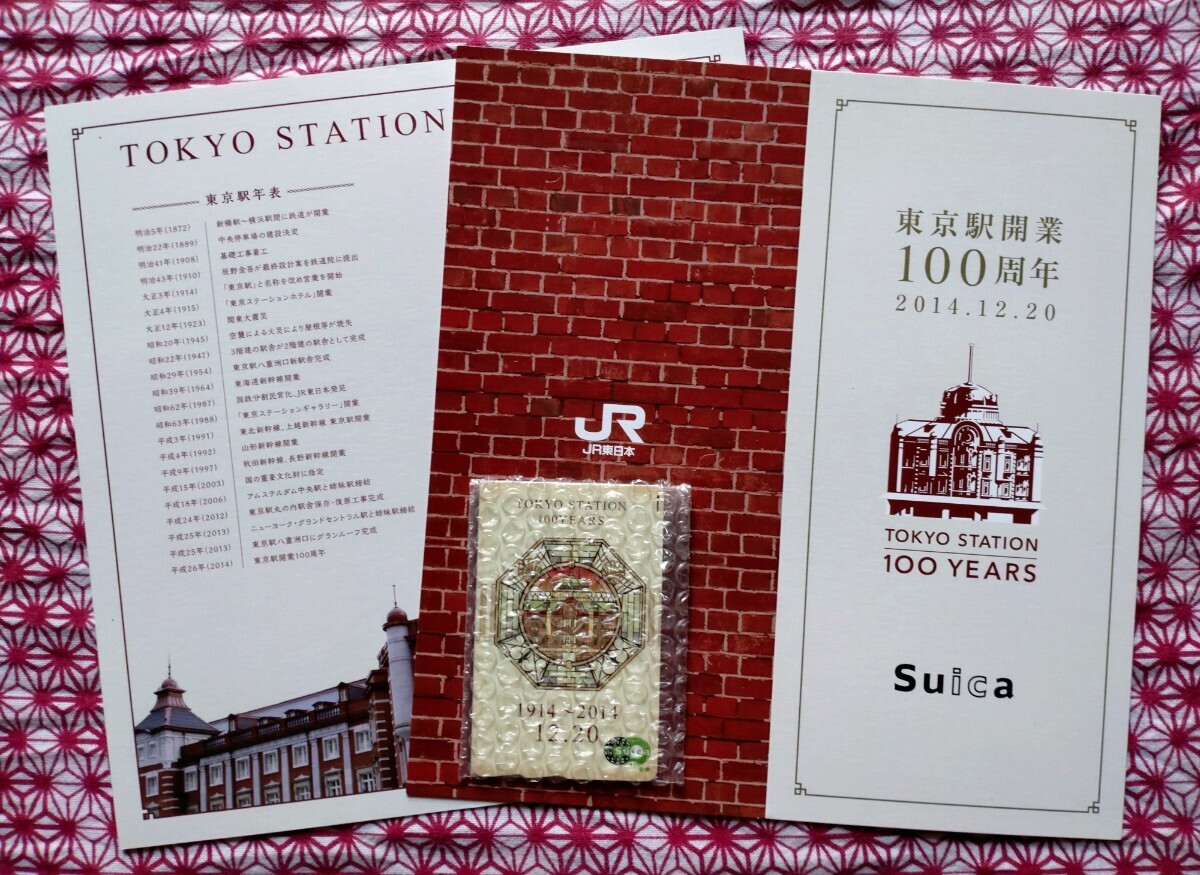 TOKYO STATION
東京駅年表
明治5年(1872) 新橋駅〜横浜駅間に鉄道が開業
明治22年(1889) 中央停車場の建設決定
明治41年(1908) 基礎工事着工
明治43年(1910) 辰野金吾が最終設計案を鉄道院に提出
大正3年(1914) 「東京駅」と名称を改め営業を開始
大正4年(1915) 「東京ステーションホテル」開業
大正12年(1923) 関東大震災
昭和20年(1945) 空襲による火災により屋根等が焼失
昭和22年(1947) 3階建の駅舎が2階建の駅舎として完成
昭和29年(1954) 東京駅八重洲口新駅舎完成
昭和39年(1964) 東海道新幹線開業
昭和62年(1987) 国鉄分割民営化、JR東日本発足
昭和63年(1988) 「東京ステーションギャラリー」開業
平成3年(1991) 東北新幹線、上越新幹線 東京駅開業
平成4年(1992) 山形新幹線開業
平成9年(1997) 秋田新幹線、長野新幹線開業
平成15年(2003) 国の重要文化財に指定
平成18年(2006) アムステルダム中央駅と姉妹駅締結
平成24年(2012) 東京駅丸の内駅舎保存・復原工事完成
平成25年(2013) ニューヨーク・グランドセントラル駅と姉妹駅締結
平成25年(2013) 東京駅八重洲口にグランルーフ完成
平成26年(2014) 東京駅開業100周年
JR
JR東日本
TOKYO STATION
100YEARS
1914〜2014
12.20
Suica
東京駅開業
100周年
2014.12.20
TOKYO STATION
100 YEARS
Suica